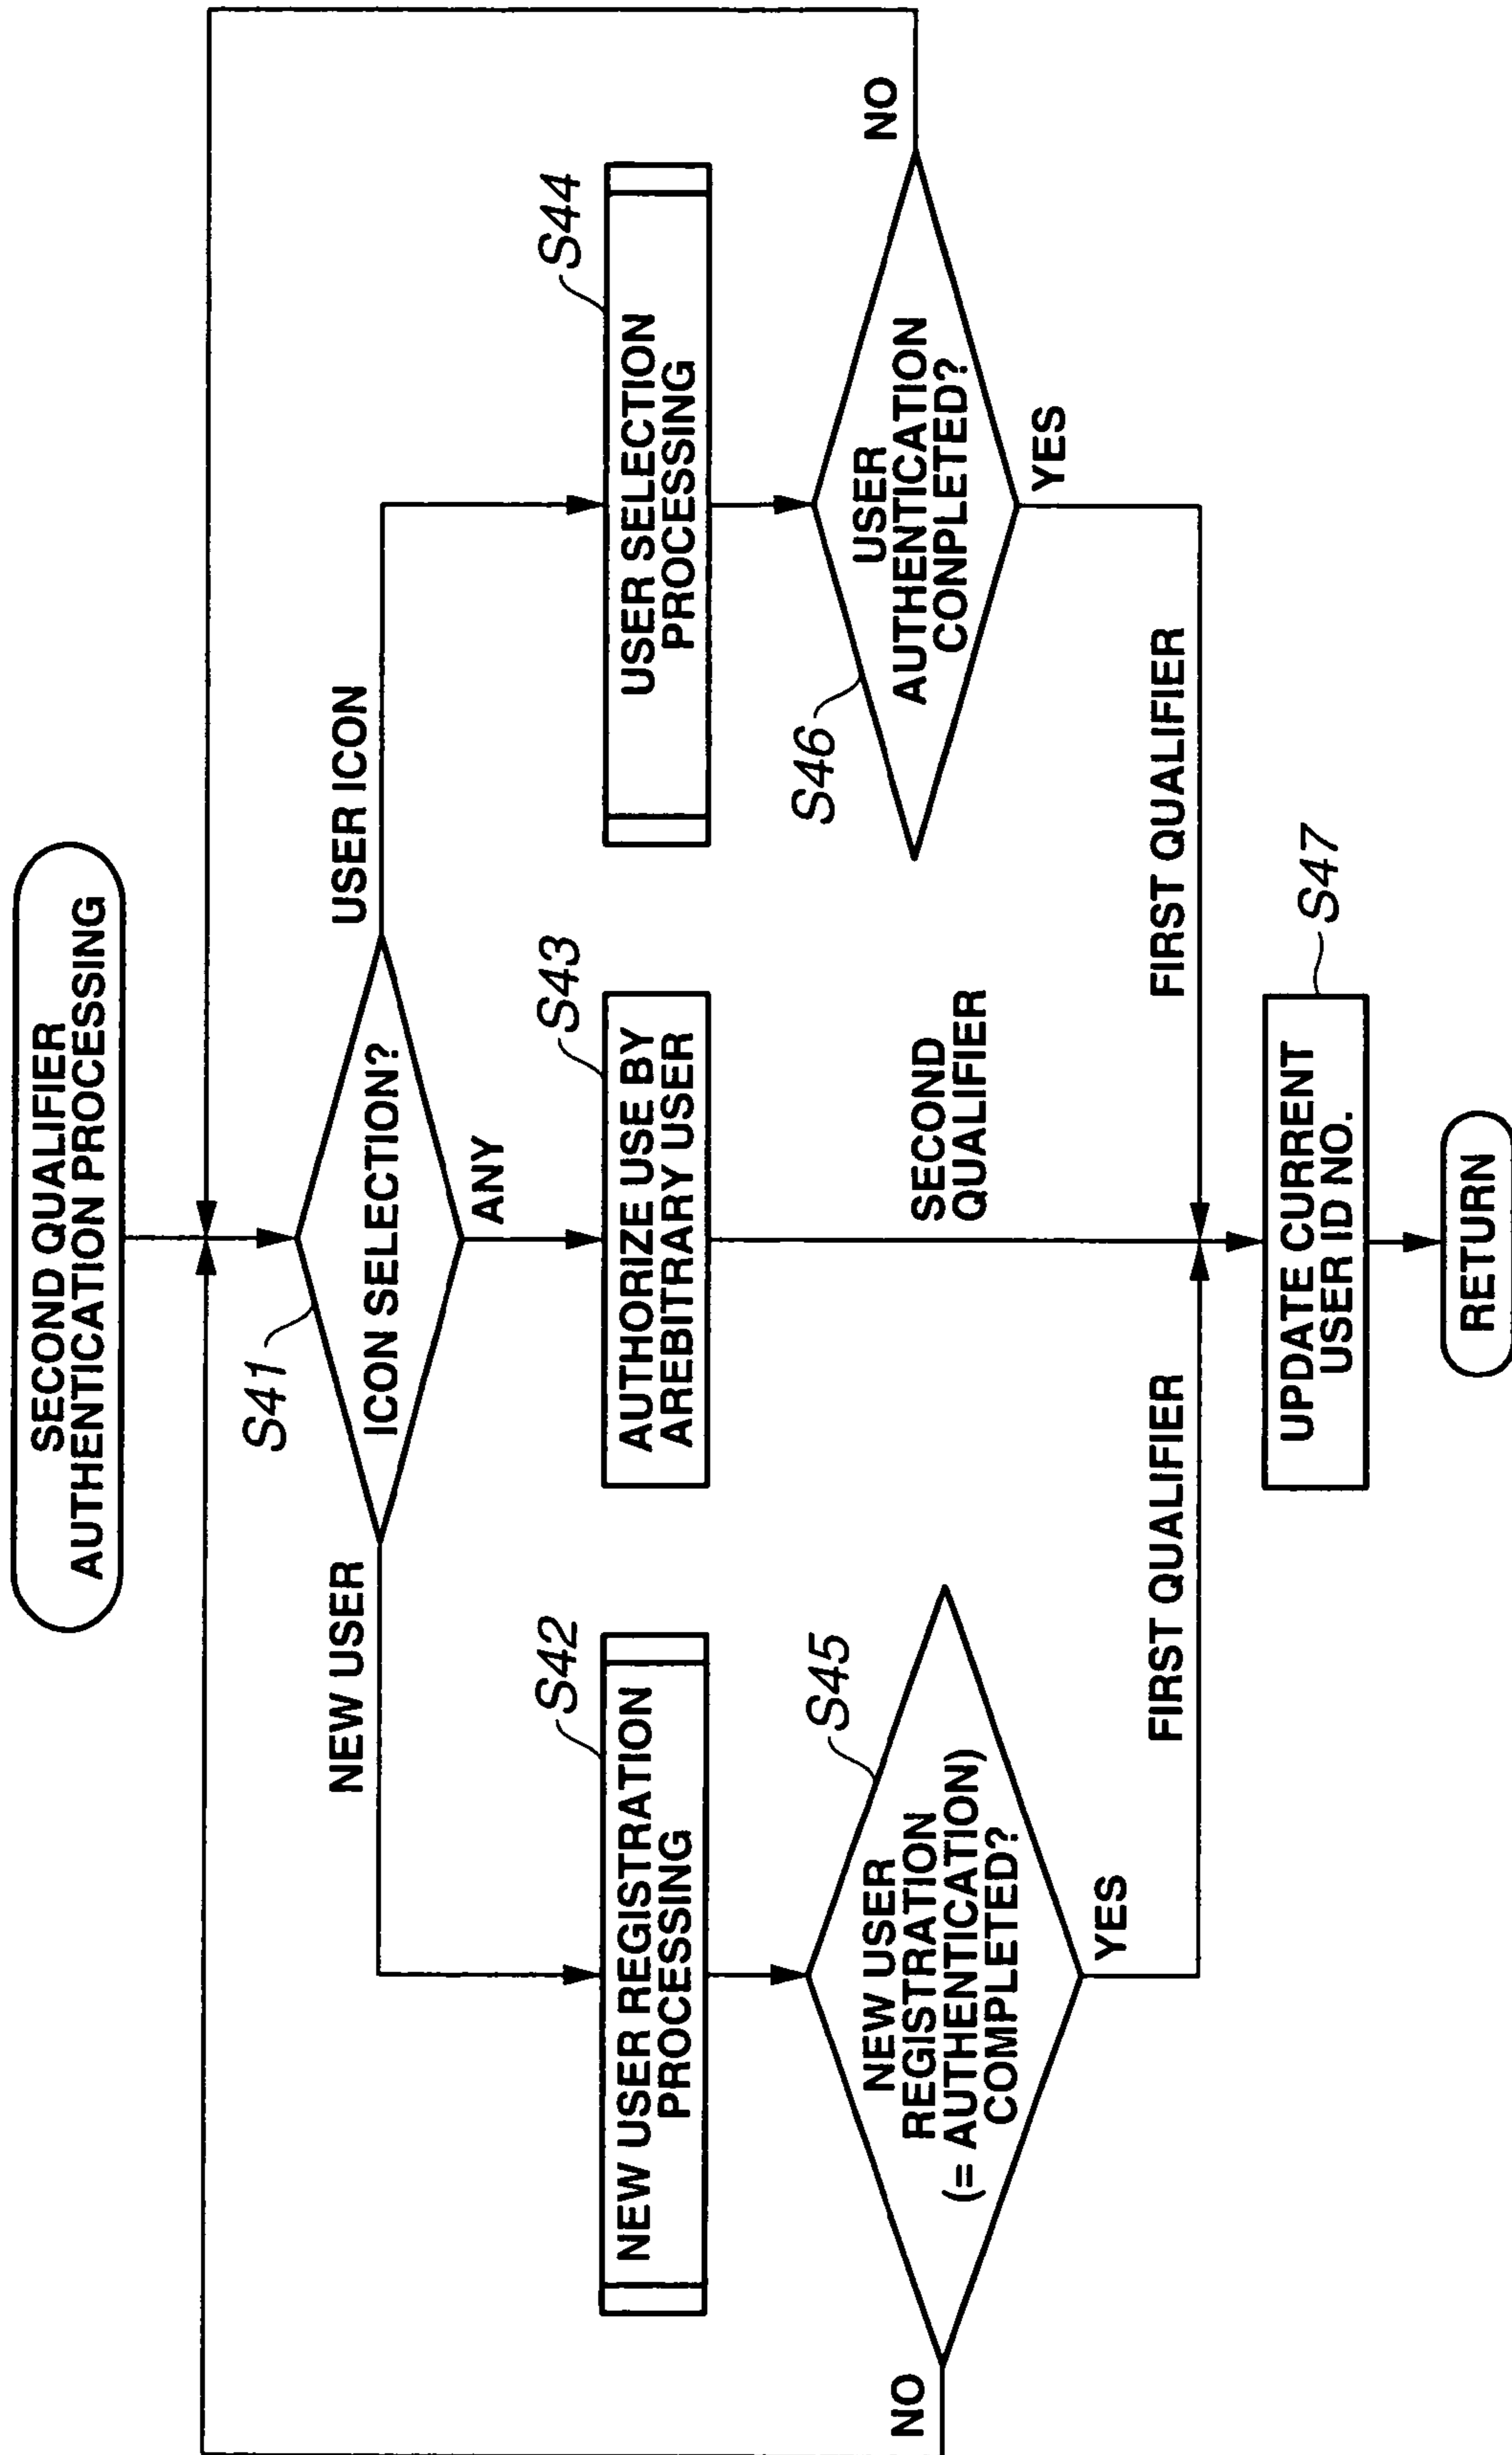 SECOND QUALIFIER
AUTHENTICATION PROCESSING
S41
ICON SELECTION?
NEW USER
ANY
USER ICON
S42
NEW USER REGISTRATION
PROCESSING
S43
AUTHORIZE USE BY
AREBITRARY USER
S44
USER SELECTION
PROCESSING
S45
NEW USER
REGISTRATION
(= AUTHENTICATION)
COMPLETED?
NO
YES
S46
USER
AUTHENTICATION
CONPLETED?
NO
YES
FIRST QUALIFIER
SECOND
QUALIFIER
FIRST QUALIFIER
S47
UPDATE CURRENT
USER ID NO.
RETURN